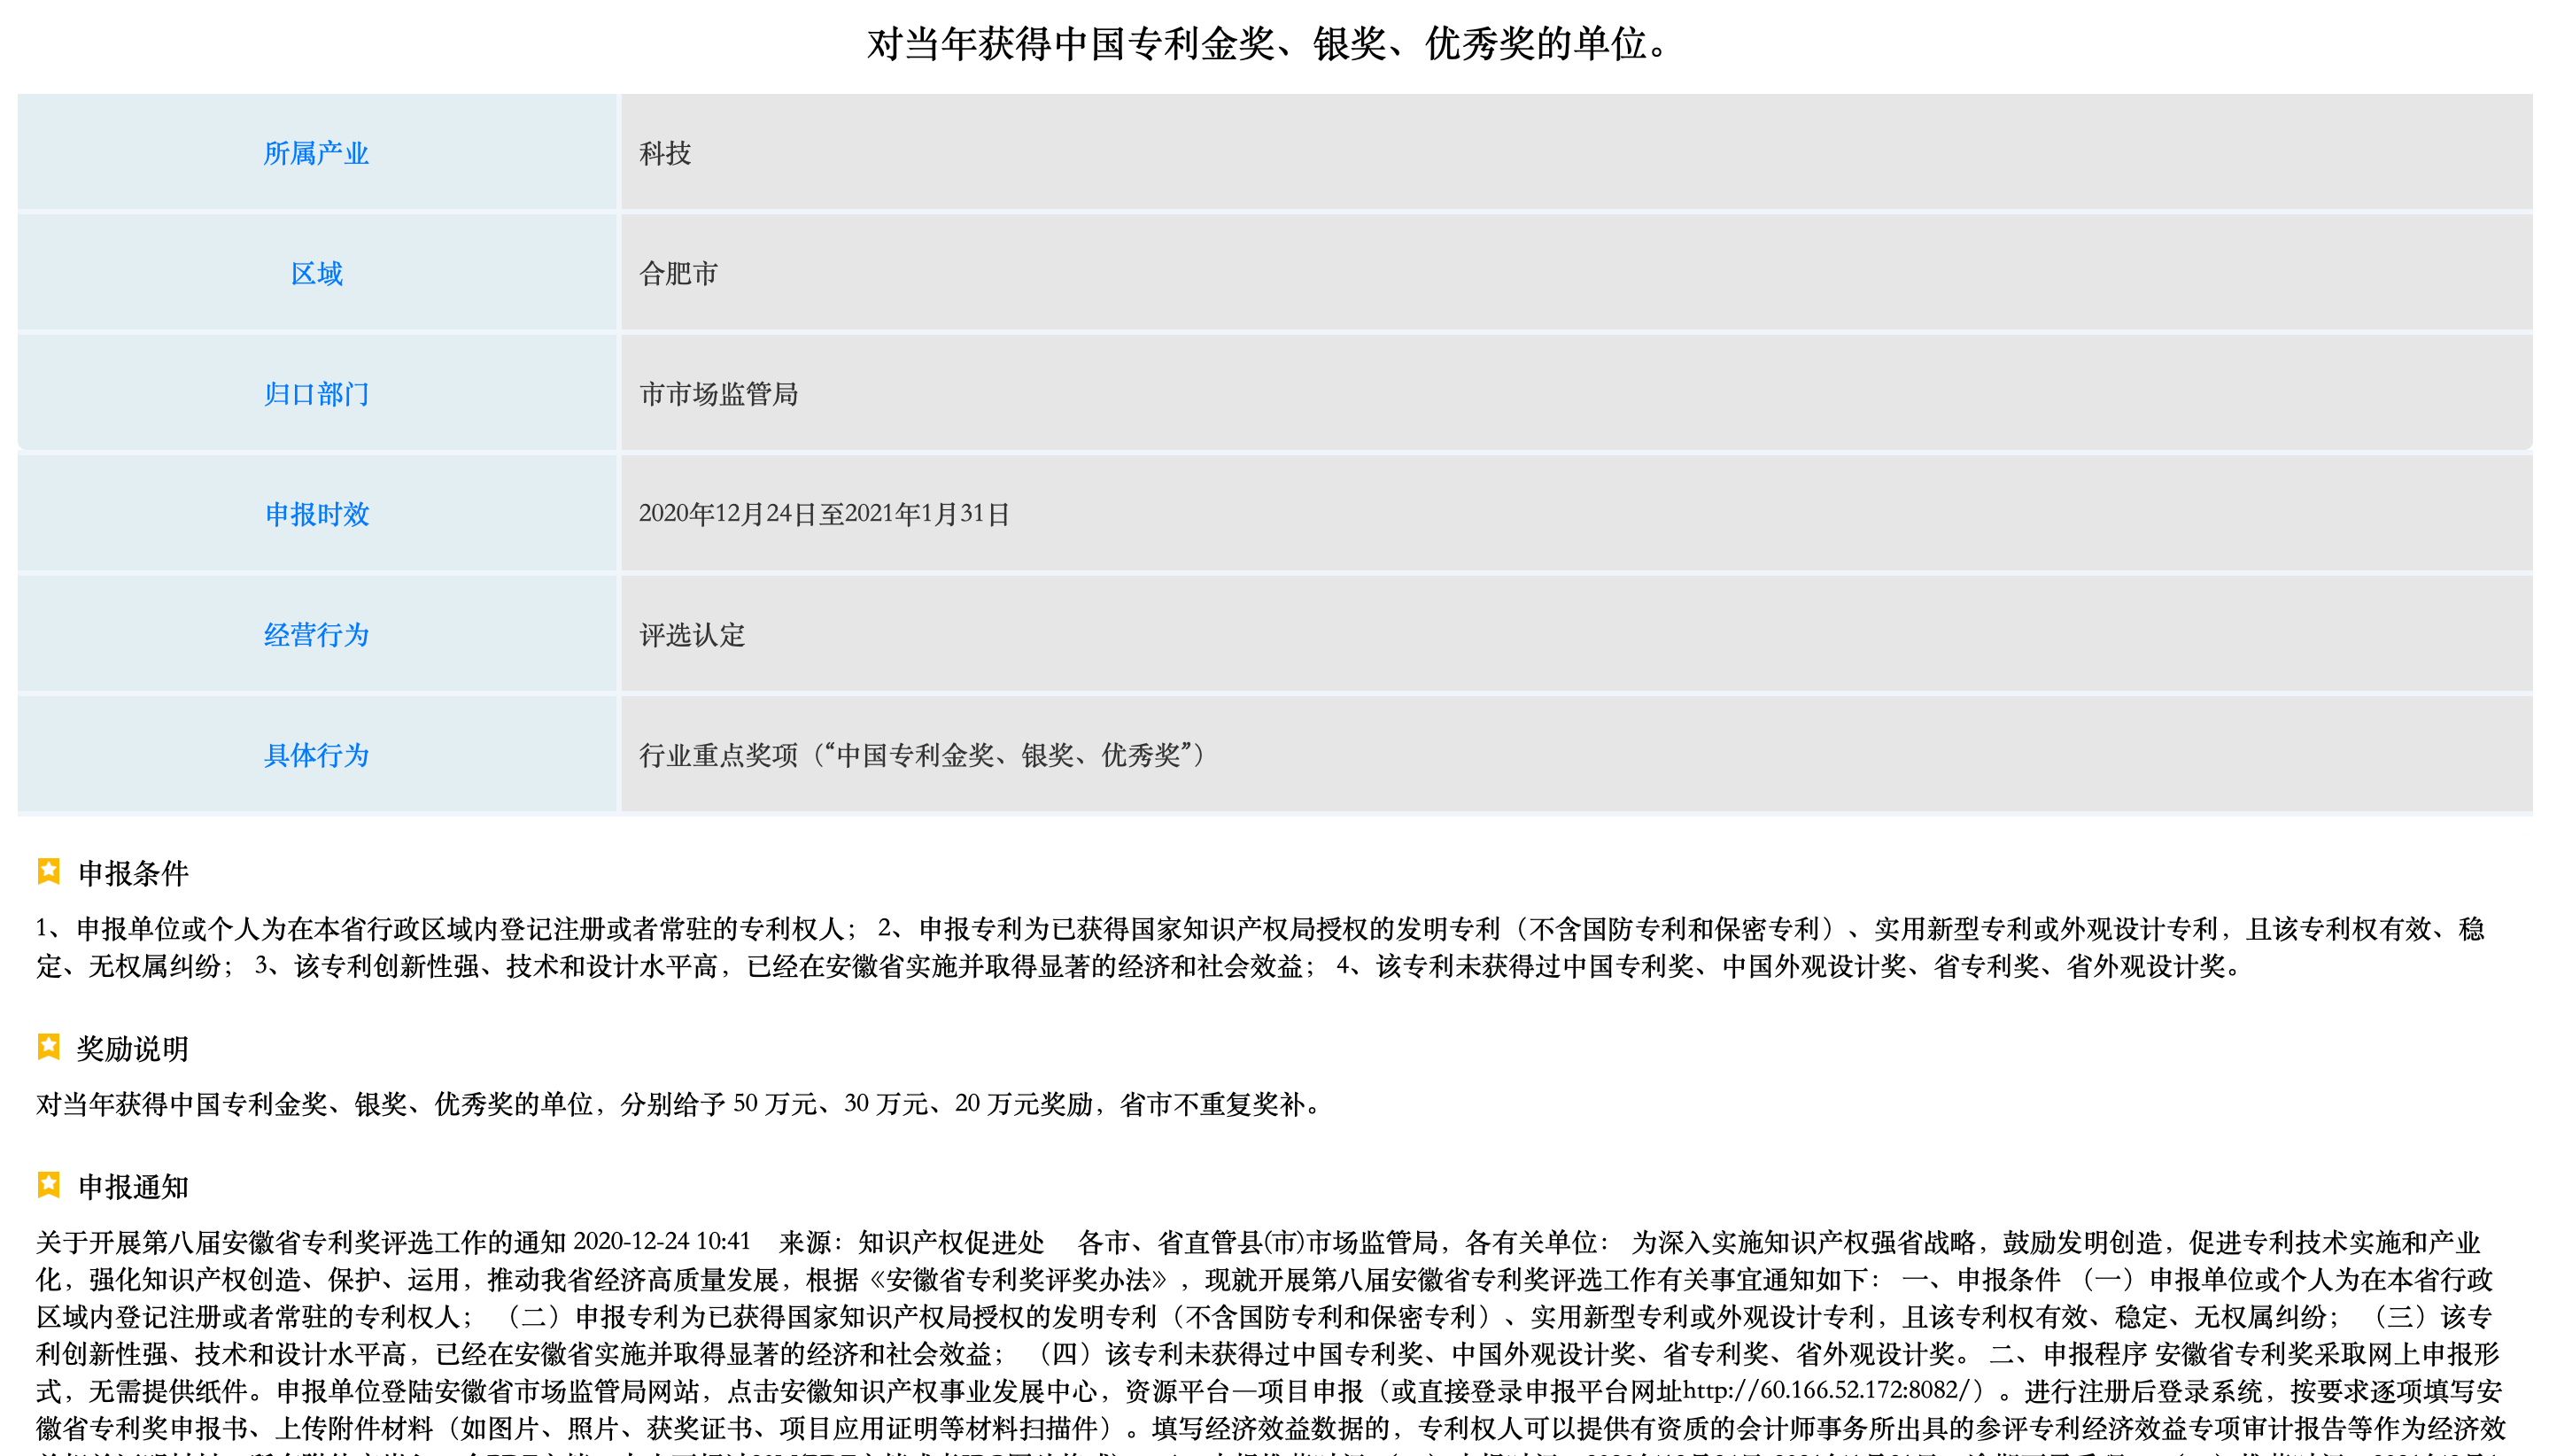 对当年获得中国专利金奖、银奖、优秀奖的单位。
所属产业
科技
区域
合肥市
归口部门
市市场监管局
申报时效
2020年12月24日至2021年1月31日
经营行为
评选认定
具体行为
行业重点奖项（“中国专利金奖、银奖、优秀奖”）
申报条件
1、申报单位或个人为在本省行政区域内登记注册或者常驻的专利权人； 2、申报专利为已获得国家知识产权局授权的发明专利（不含国防专利和保密专利）、实用新型专利或外观设计专利，且该专利权有效、稳
定、无权属纠纷； 3、该专利创新性强、技术和设计水平高，已经在安徽省实施并取得显著的经济和社会效益； 4、该专利未获得过中国专利奖、中国外观设计奖、省专利奖、省外观设计奖。
奖励说明
对当年获得中国专利金奖、银奖、优秀奖的单位，分别给予 50 万元、30 万元、20 万元奖励，省市不重复奖补。
申报通知
关于开展第八届安徽省专利奖评选工作的通知 2020-12-24 10:41 来源：知识产权促进处 各市、省直管县(市)市场监管局，各有关单位： 为深入实施知识产权强省战略，鼓励发明创造，促进专利技术实施和产业
化，强化知识产权创造、保护、运用，推动我省经济高质量发展，根据《安徽省专利奖评奖办法》，现就开展第八届安徽省专利奖评选工作有关事宜通知如下： 一、申报条件 （一）申报单位或个人为在本省行政
区域内登记注册或者常驻的专利权人； （二）申报专利为已获得国家知识产权局授权的发明专利（不含国防专利和保密专利）、实用新型专利或外观设计专利，且该专利权有效、稳定、无权属纠纷； （三）该专
利创新性强、技术和设计水平高，已经在安徽省实施并取得显著的经济和社会效益； （四）该专利未获得过中国专利奖、中国外观设计奖、省专利奖、省外观设计奖。 二、申报程序 安徽省专利奖采取网上申报形
式，无需提供纸件。申报单位登陆安徽省市场监管局网站，点击安徽知识产权事业发展中心，资源平台—项目申报（或直接登录申报平台网址http://60.166.52.172:8082/）。进行注册后登录系统，按要求逐项填写安
徽省专利奖申报书、上传附件材料（如图片、照片、获奖证书、项目应用证明等材料扫描件）。填写经济效益数据的，专利权人可以提供有资质的会计师事务所出具的参评专利经济效益专项审计报告等作为经济效